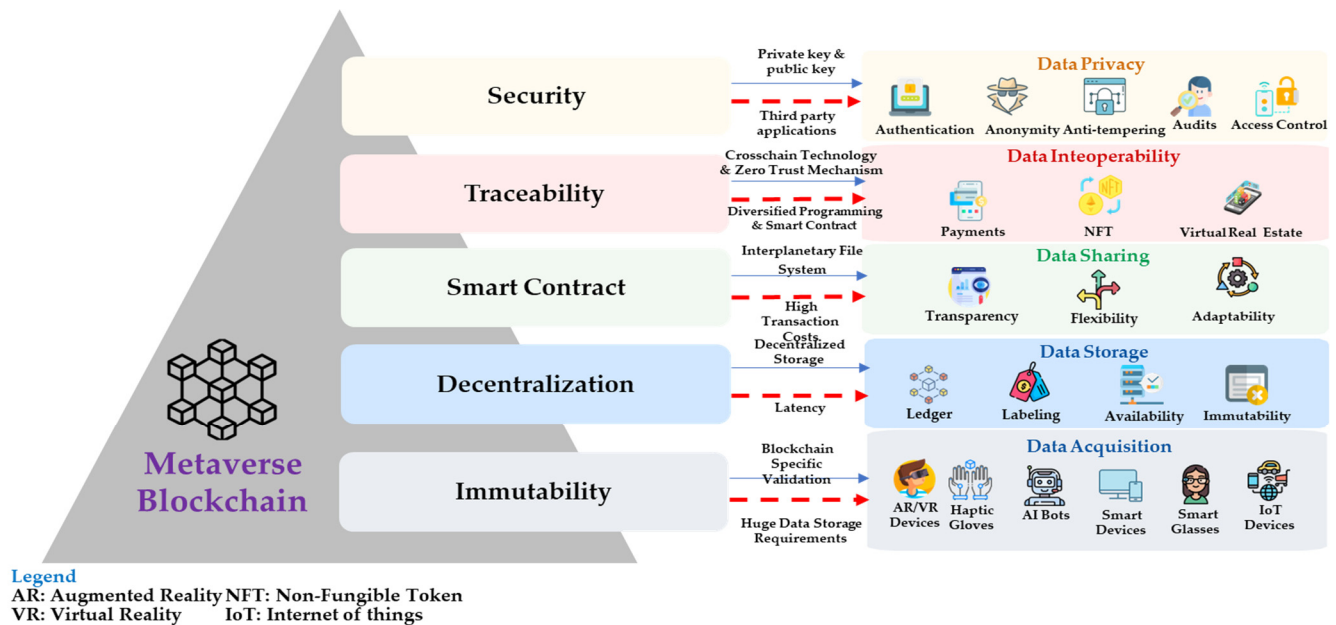 Security
Private key &
public key
Third party
applications
Data Privacy
Authentication
Anonymity
Anti-tempering
Audits
Access Control
Traceability
Crosschain Technology
& Zero Trust Mechanism
Diversified Programming
& Smart Contract
Data Inteoperability
Payments
NFT
NFT
Virtual Real Estate
Smart Contract
Interplanetary File
System
High
Transaction
Costs
Data Sharing
Transparency
Flexibility
Adaptability
Decentralization
Decentralized
Storage
Latency
Data Storage
Ledger
Labeling
Availability
Immutability
Metaverse
Blockchain
Immutability
Blockchain
Specific
Validation
Huge Data Storage
Requirements
Data Acquisition
AR/VR
Devices
Haptic
Gloves
AI Bots
Smart
Devices
Smart
Glasses
IoT
Devices
Legend
AR: Augmented Reality NFT: Non-Fungible Token
VR: Virtual Reality IoT: Internet of things